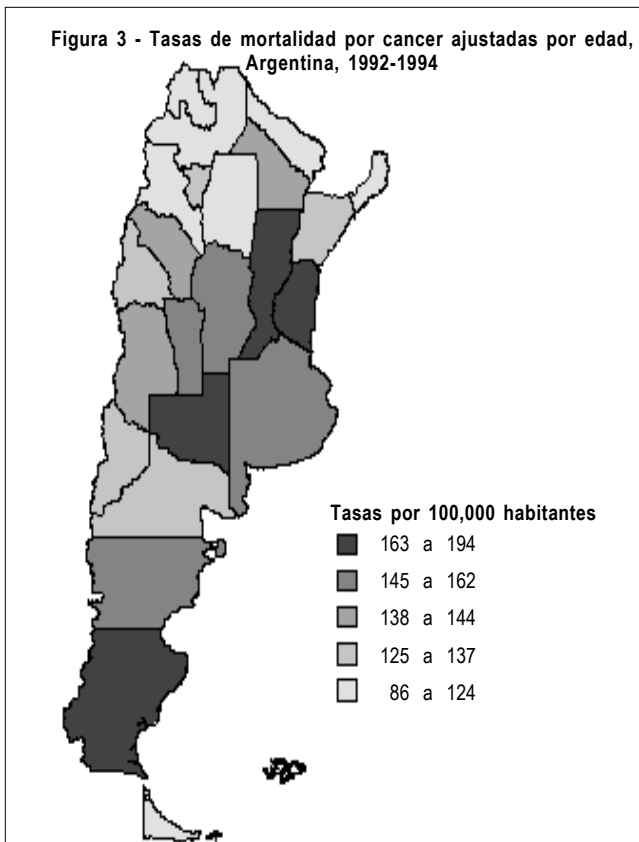 Figura 3 - Tasas de mortalidad por cancer ajustadas por edad,
Argentina, 1992-1994
Tasas por 100,000 habitantes
163 a 194
145 a 162
138 a 144
125 a 137
86 a 124